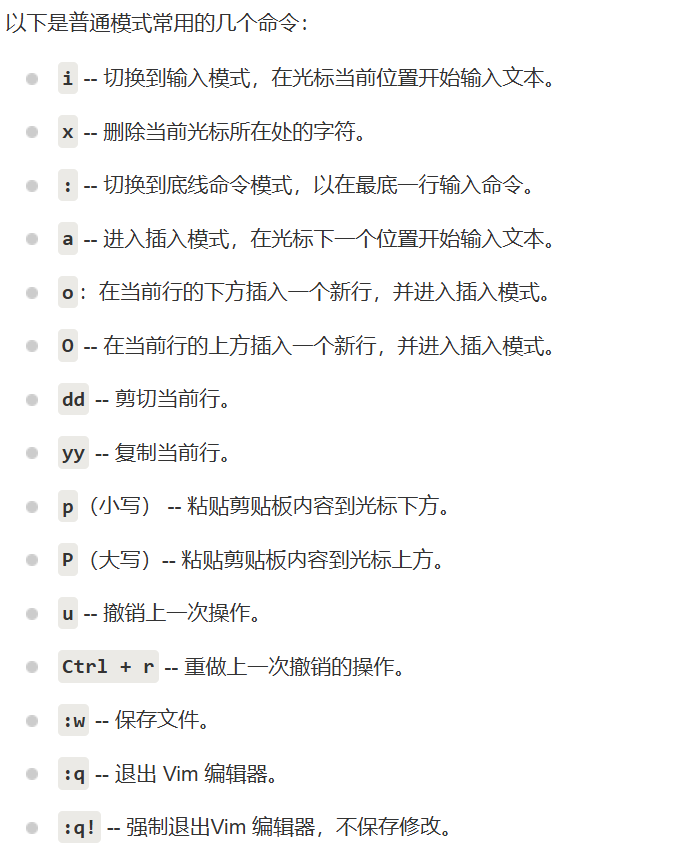 以下是普通模式常用的几个命令：
i -- 切换到输入模式，在光标当前位置开始输入文本。
x -- 删除当前光标所在处的字符。
: -- 切换到底线命令模式，以在最底一行输入命令。
a -- 进入插入模式，在光标下一个位置开始输入文本。
o：在当前行的下方插入一个新行，并进入插入模式。
O -- 在当前行的上方插入一个新行，并进入插入模式。
dd -- 剪切当前行。
yy -- 复制当前行。
p（小写） -- 粘贴剪贴板内容到光标下方。
P（大写）-- 粘贴剪贴板内容到光标上方。
u -- 撤销上一次操作。
Ctrl + r -- 重做上一次撤销的操作。
:w -- 保存文件。
:q -- 退出 Vim 编辑器。
:q! -- 强制退出Vim 编辑器，不保存修改。